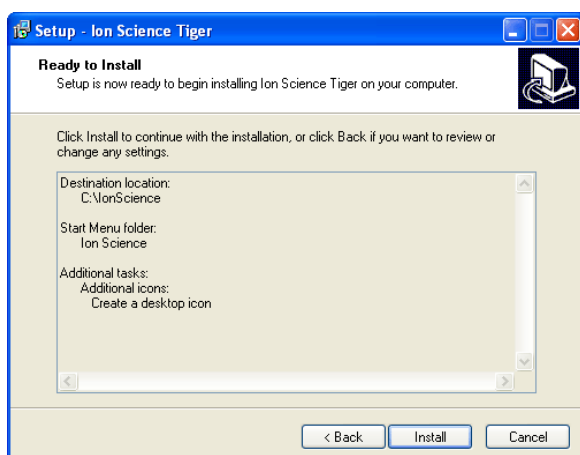 Setup - Ion Science Tiger
Ready to Install
Setup is now ready to begin installing Ion Science Tiger on your computer.
Click Install to continue with the installation, or click Back if you want to review or
change any settings.
Destination location:
C:\IonScience
Start Menu folder:
Ion Science
Additional tasks:
Additional icons:
Create a desktop icon
< Back
Install
Cancel